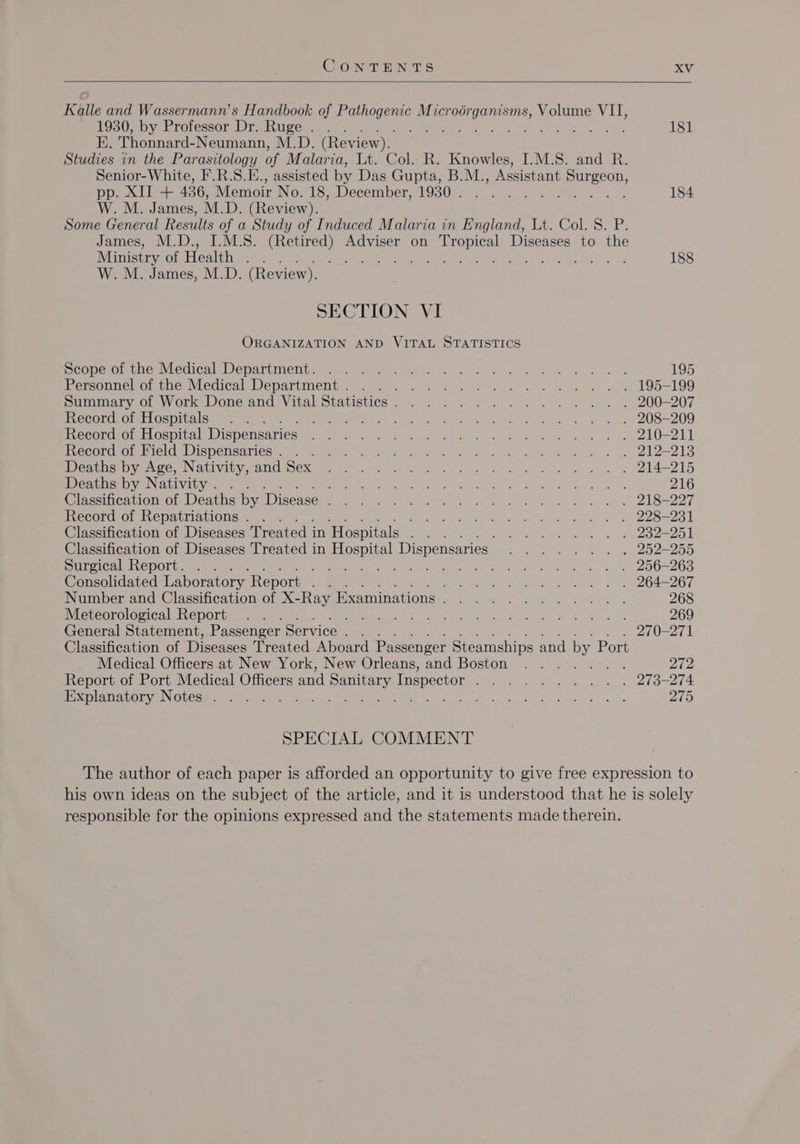 CONTENTS xv
Kalle and Wassermann's Handbook of Pathogenic Microörganisms, Volume VII,
1930, by Professor Dr. Ruge . . . . . . . . . . 181
E. Thonnard-Neumann, M.D. (Review).
Studies in the Parasitology of Malaria, Lt. Col. R. Knowles, I.M.S. and R.
Senior-White, F.R.S.E., assisted by Das Gupta, B.M., Assistant Surgeon,
pp. XII + 436, Memoir No. 18, December, 1930 . . . . . . . . . . 184
W. M. James, M.D. (Review).
Some General Results of a Study of Induced Malaria in England, Lt. Col. S. P.
James, M.D., I.M.S. (Retired) Adviser on Tropical Diseases to the
Ministry of Health . . . . . . . . . . 188
W. M. James, M.D. (Review).
SECTION VI
ORGANIZATION AND VITAL STATISTICS
Scope of the Medical Department . . . . . . . . . . 195
Personnel of the Medical Department . . . . . . . . . . 195–199
Summary of Work Done and Vital Statistics . . . . . . . . . . 200–207
Record of Hospitals . . . . . . . . . . 208–209
Record of Hospital Dispensaries . . . . . . . . . . 210–211
Record of Field Dispensaries . . . . . . . . . . 212–213
Deaths by Age, Nativity, and Sex . . . . . . . . . . 214–215
Deaths by Nativity . . . . . . . . . . 216
Classification of Deaths by Disease . . . . . . . . . . 218–227
Record of Repatriations . . . . . . . . . . 228–231
Classification of Diseases Treated in Hospitals . . . . . . . . . . 232–251
Classification of Diseases Treated in Hospital Dispensaries . . . . . . . . 252–255
Surgical Report . . . . . . . . . . 256–263
Consolidated Laboratory Report . . . . . . . . . . 264–267
Number and Classification of X-Ray Examinations . . . . . . . . . . 268
Meteorological Report . . . . . . . . . . 269
General Statement, Passenger Service . . . . . . . . . . 270–271
Classification of Diseases Treated Aboard Passenger Steamships and by Port
Medical Officers at New York, New Orleans, and Boston . . . . . . . 272
Report of Port Medical Officers and Sanitary Inspector . . . . . . . . . . 273–274
Explanatory Notes . . . . . . . . . . 275
SPECIAL COMMENT
The author of each paper is afforded an opportunity to give free expression to
his own ideas on the subject of the article, and it is understood that he is solely
responsible for the opinions expressed and the statements made therein.